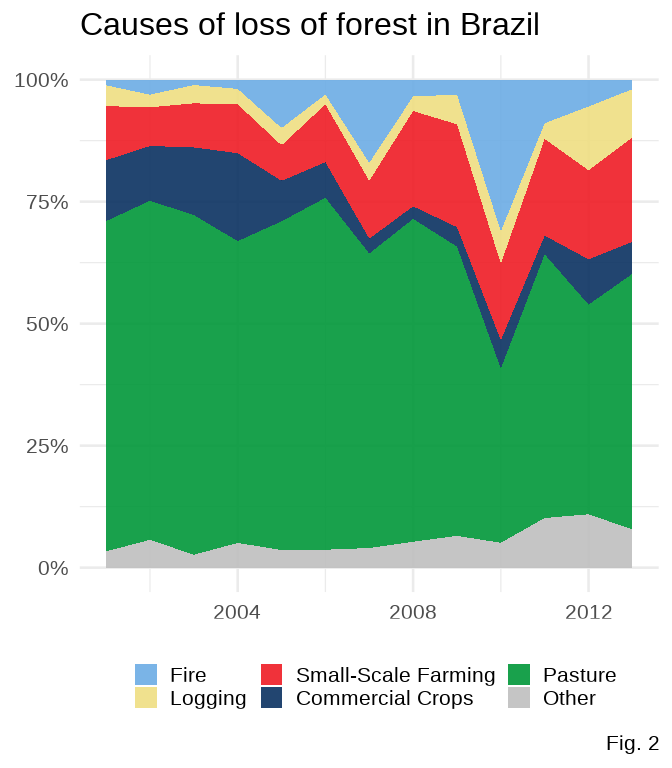 Causes of loss of forest in Brazil
100%
75%
50%
25%
0%
2004 2008 2012
Fire Small-Scale Farming Pasture
Logging Commercial Crops Other
Fig. 2